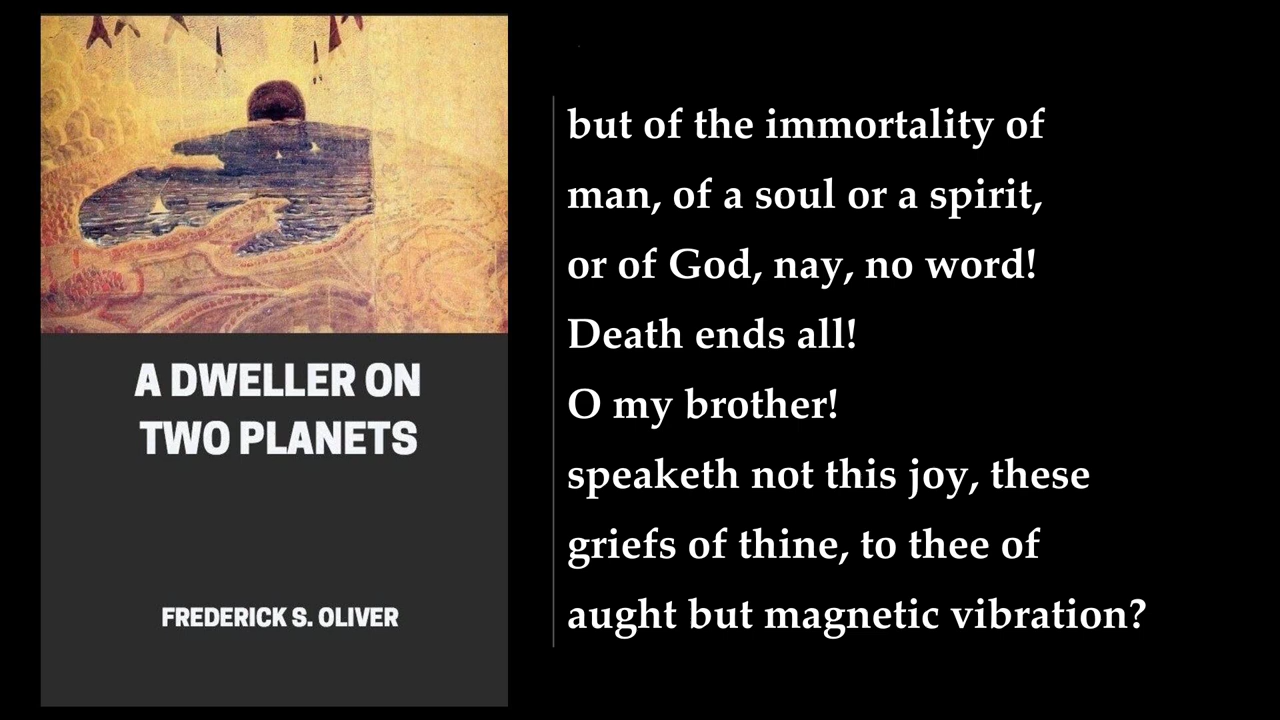 A DWELLER ON
TWO PLANETS
FREDERICK S. OLIVER
but of the immortality of
man, of a soul or a spirit,
or of God, nay, no word!
Death ends all!
O my brother!
speaketh not this joy, these
griefs of thine, to thee of
aught but magnetic vibration?